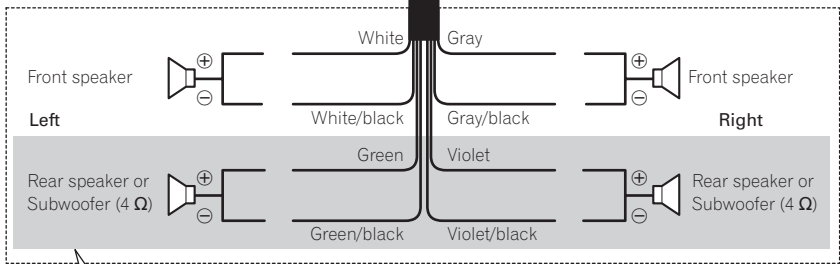 White Gray
⊕ ⊕
Front speaker Front speaker
⊖ ⊖
Left White/black Gray/black Right
Green Violet
Rear speaker or ⊕ ⊕ Rear speaker or
Subwoofer (4 Ω) ⊖ ⊖ Subwoofer (4 Ω)
Green/black Violet/black